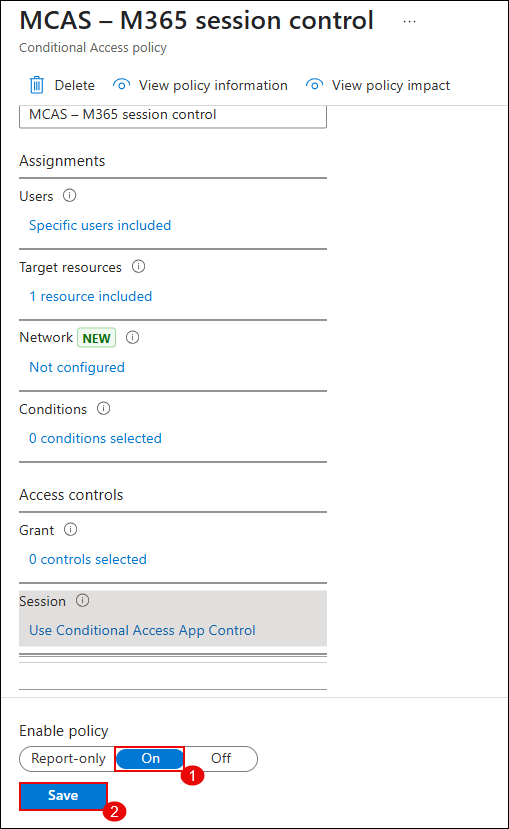 MCAS – M365 session control ...
Conditional Access policy
Delete View policy information View policy impact
MCAS – M365 session control
Assignments
Users
Specific users included
Target resources
1 resource included
Network NEW
Not configured
Conditions
0 conditions selected
Access controls
Grant
0 controls selected
Session
Use Conditional Access App Control
Enable policy
Report-only On Off
1
Save
2